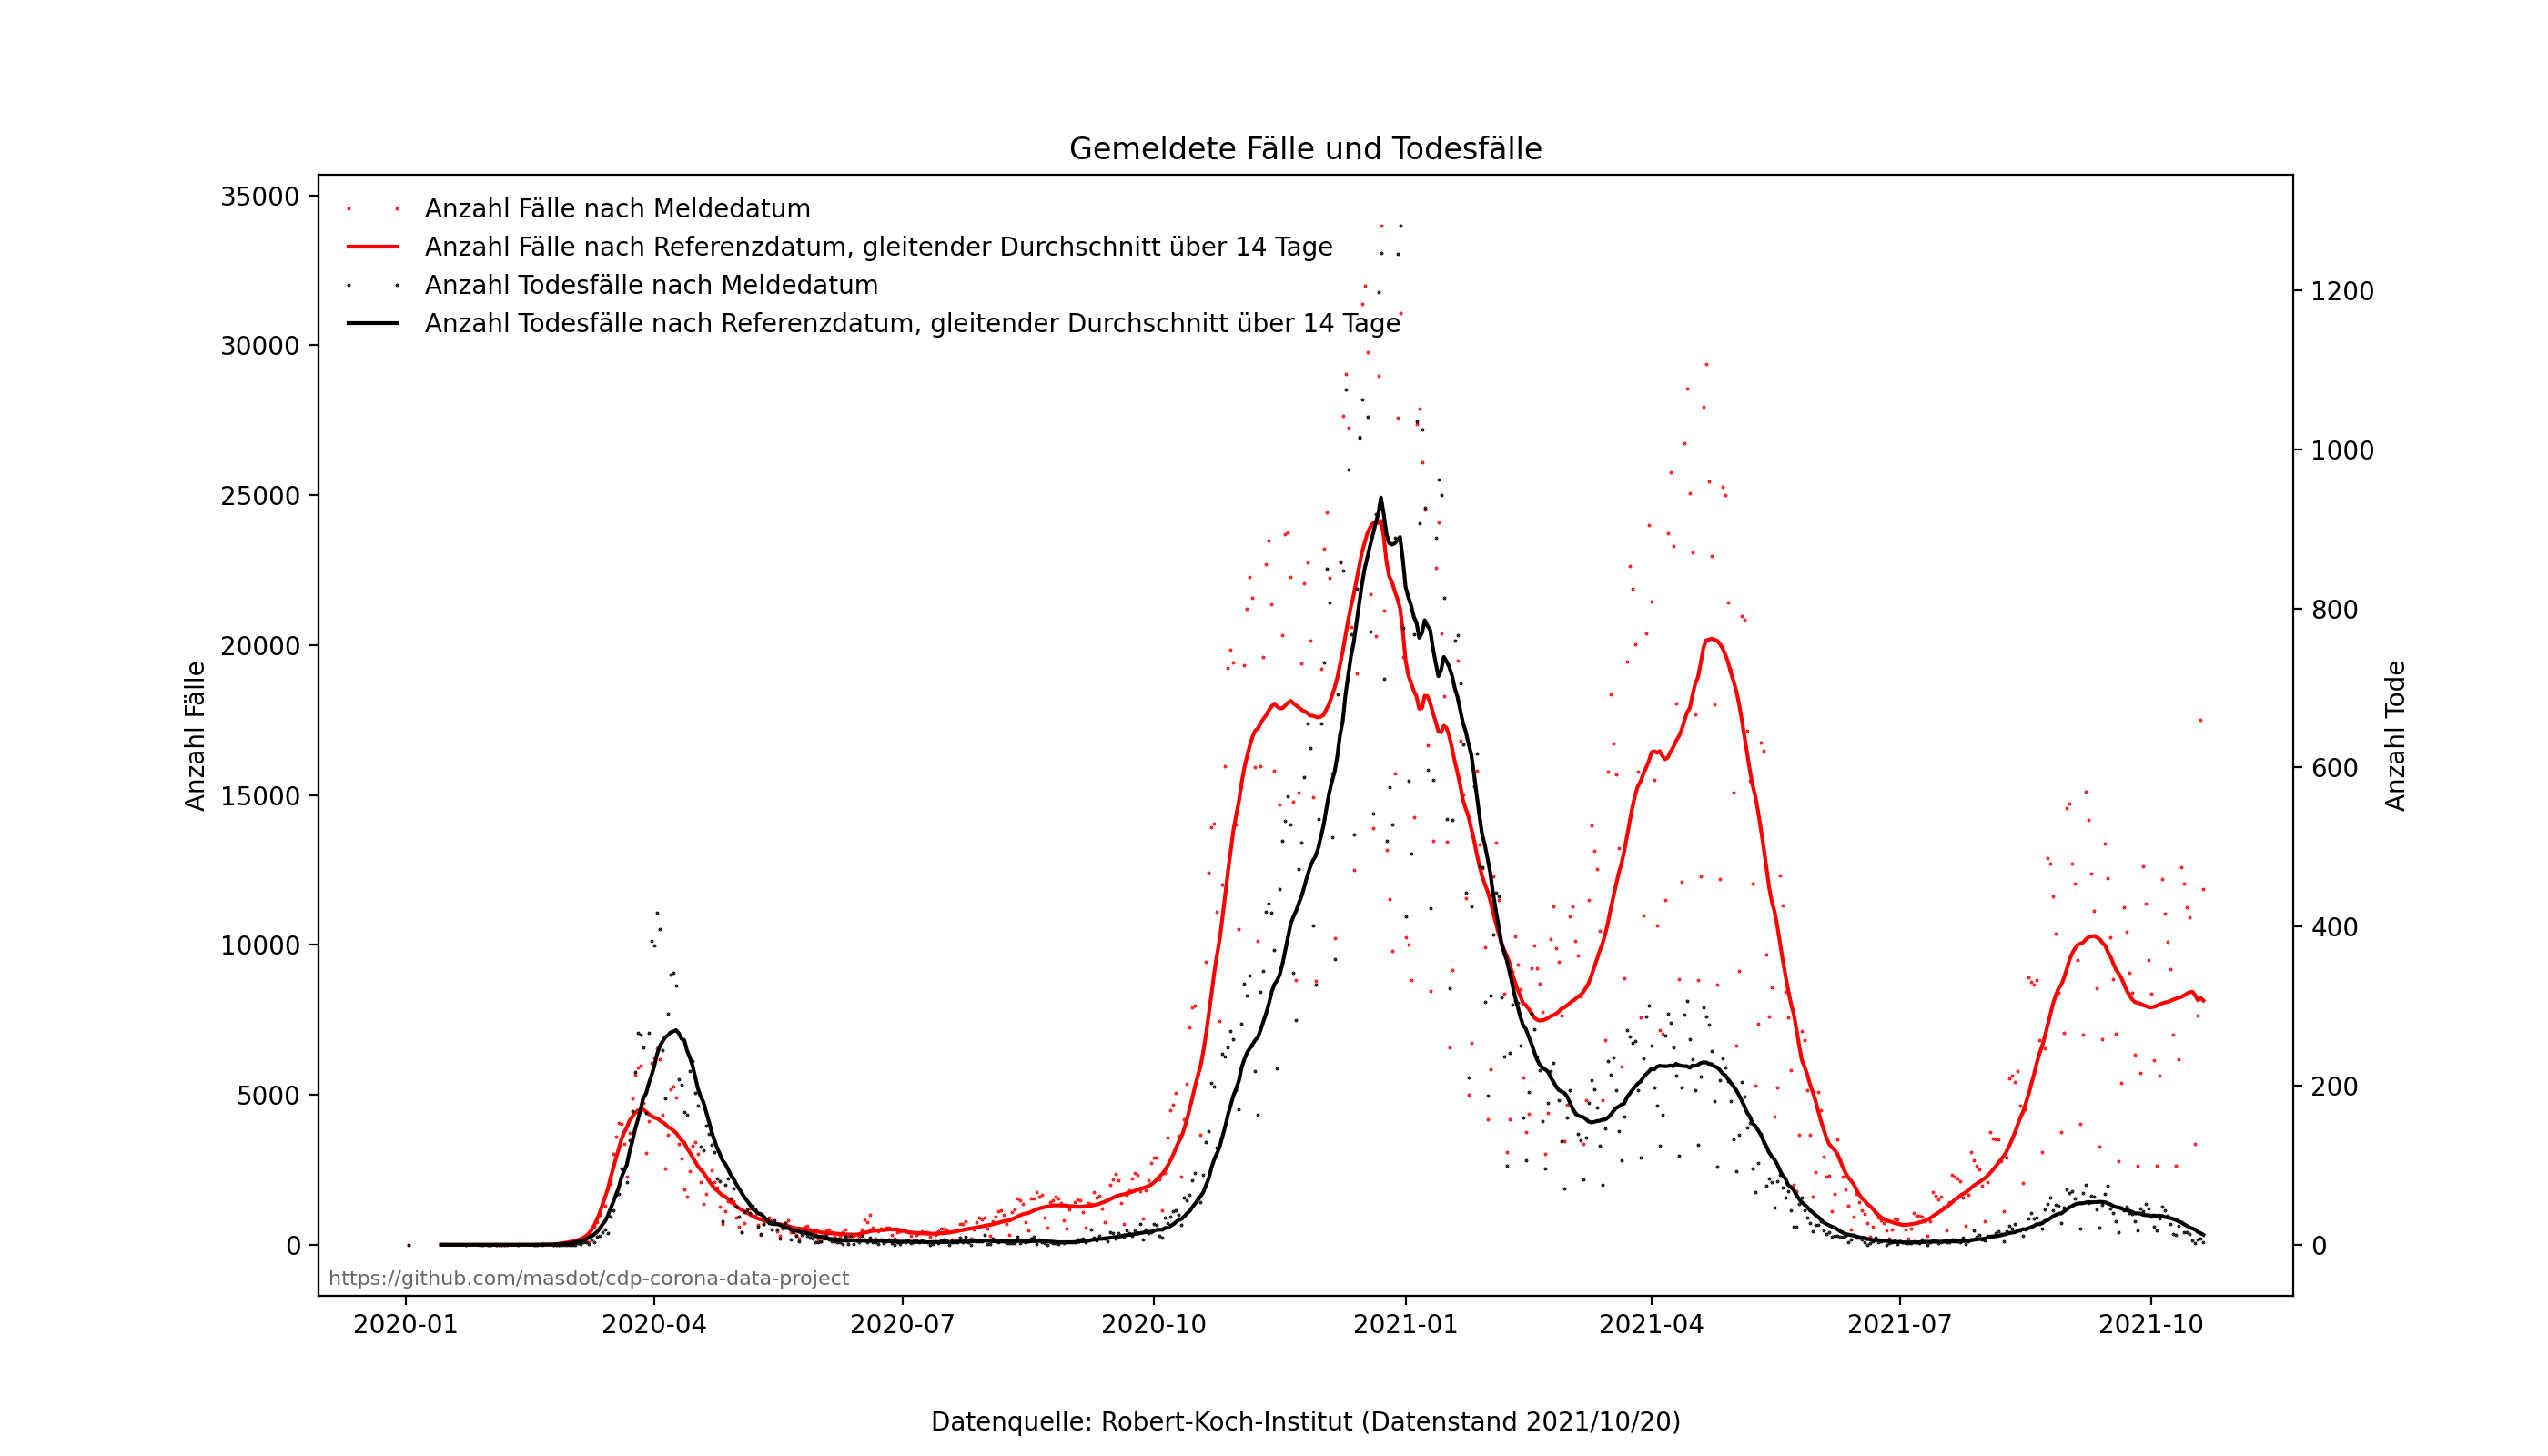 Gemeldete Fälle und Todesfälle
35000
30000
25000
20000
15000
10000
5000
0
Anzahl Fälle
Anzahl Fälle nach Meldedatum
Anzahl Fälle nach Referenzdatum, gleitender Durchschnitt über 14 Tage
Anzahl Todesfälle nach Meldedatum
Anzahl Todesfälle nach Referenzdatum, gleitender Durchschnitt über 14 Tage
1200
1000
800
600
400
200
0
Anzahl Tode
https://github.com/masdot/cdp-corona-data-project
2020-01 2020-04 2020-07 2020-10 2021-01 2021-04 2021-07 2021-10
Datenquelle: Robert-Koch-Institut (Datenstand 2021/10/20)